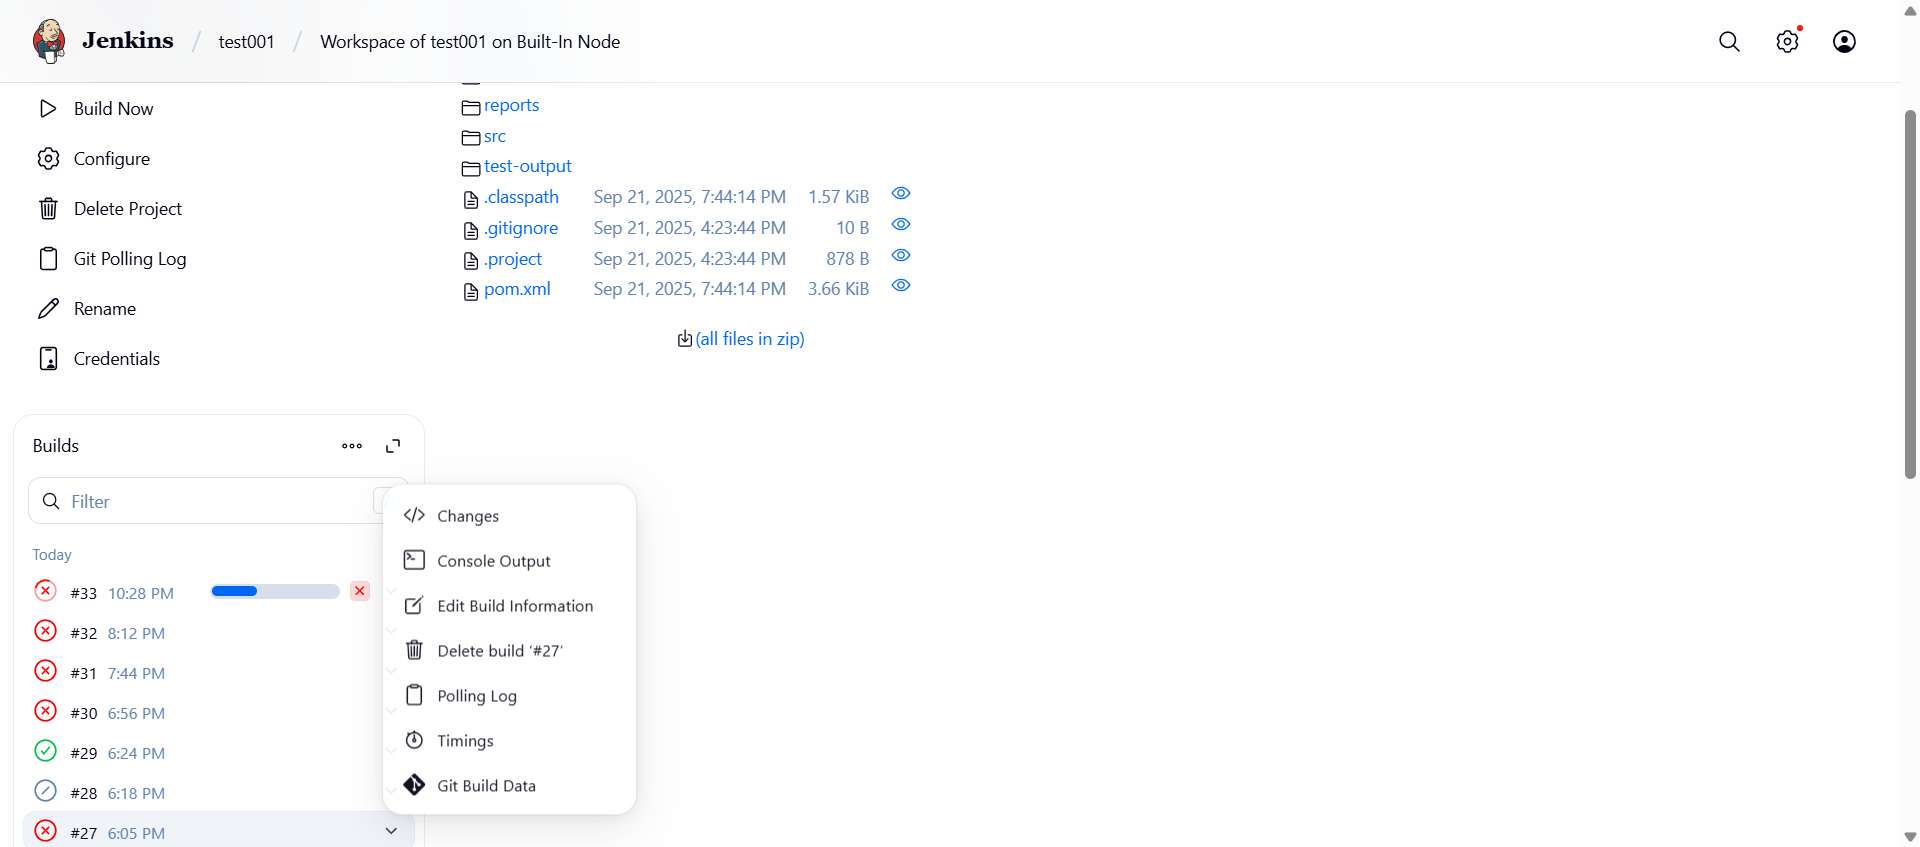 Jenkins / test001 / Workspace of test001 on Built-In Node
Build Now
Configure
Delete Project
Git Polling Log
Rename
Credentials
reports
src
test-output
.classpath Sep 21, 2025, 7:44:14 PM 1.57 KiB
.gitignore Sep 21, 2025, 4:23:44 PM 10 B
.project Sep 21, 2025, 4:23:44 PM 878 B
pom.xml Sep 21, 2025, 7:44:14 PM 3.66 KiB
(all files in zip)
Builds
Filter
Today
#33 10:28 PM
#32 8:12 PM
#31 7:44 PM
#30 6:56 PM
#29 6:24 PM
#28 6:18 PM
#27 6:05 PM
Changes
Console Output
Edit Build Information
Delete build ‘#27’
Polling Log
Timings
Git Build Data